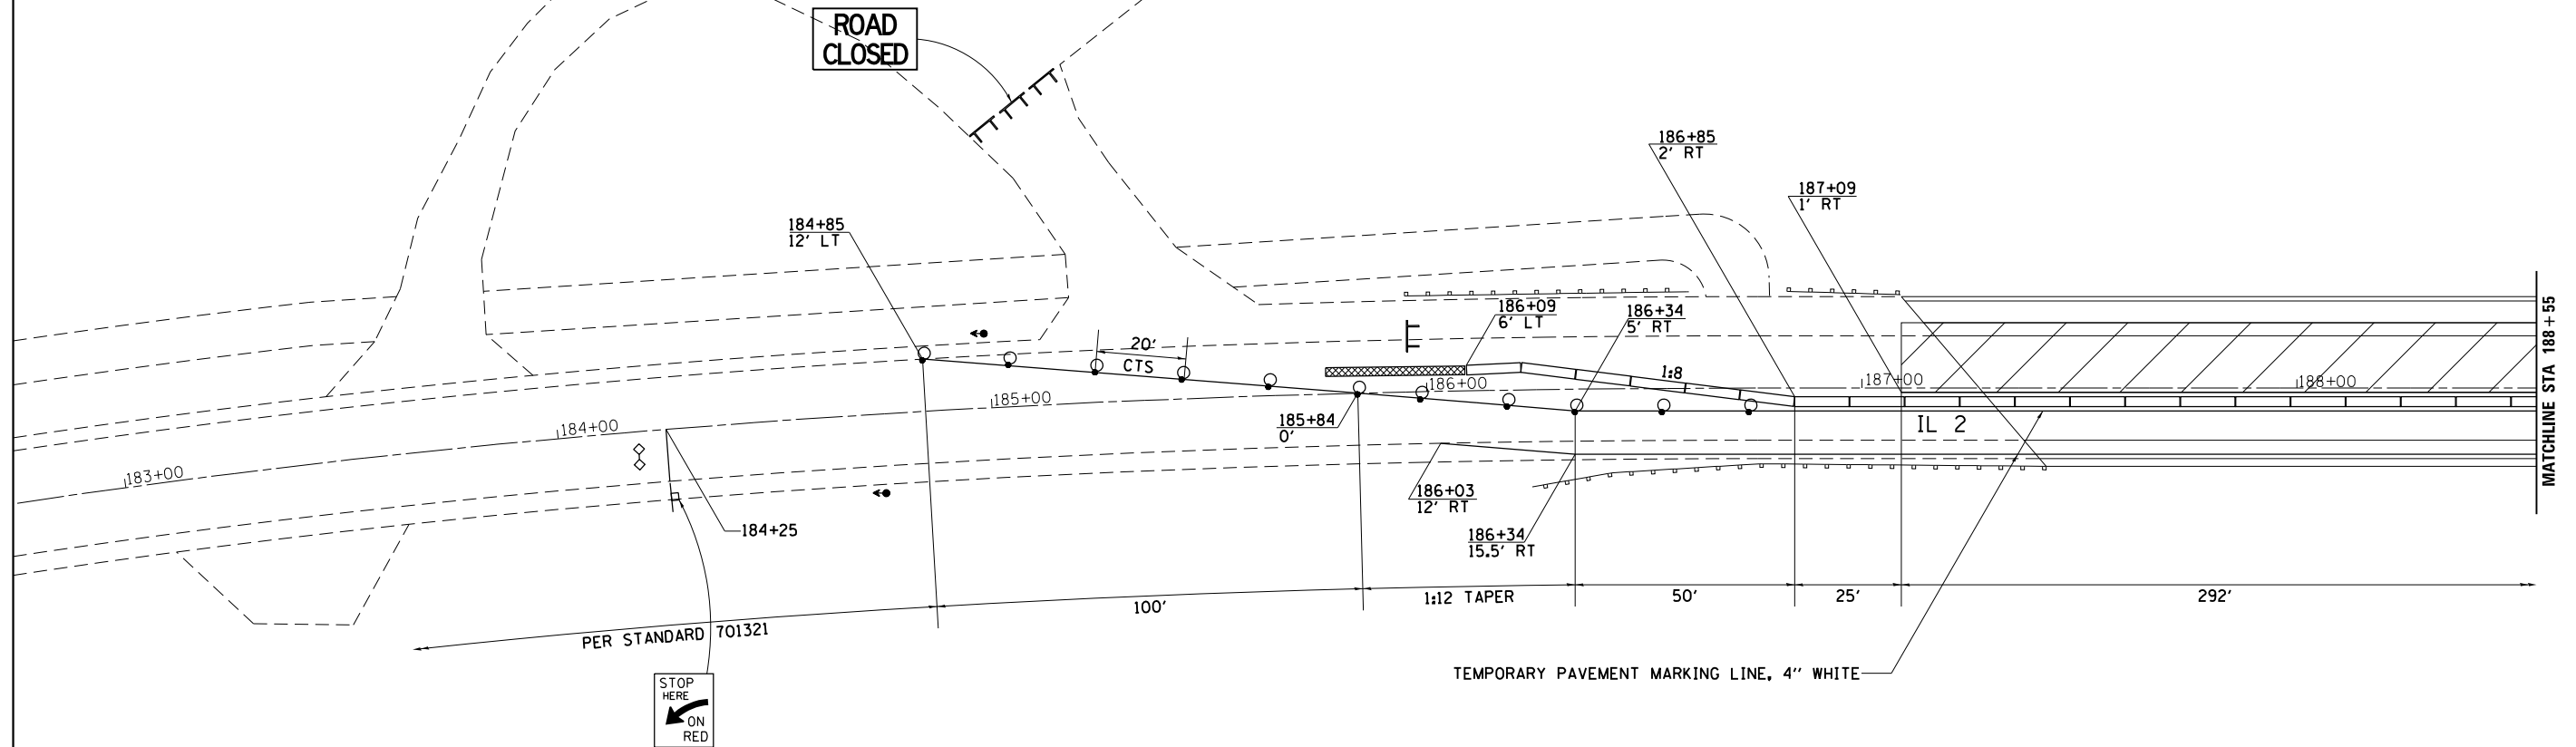 ROAD
CLOSED
186+85
2' RT
187+09
1' RT
184+85
12' LT
186+09
6' LT
186+34
5' RT
20'
CTS
1:8
183+00
184+00
185+00
186+00
187+00
188+00
MATCHLINE STA 188+55
IL 2
185+84
0'
186+03
12' RT
184+25
186+34
15.5' RT
PER STANDARD 701321
100'
1:12 TAPER
50'
25'
292'
TEMPORARY PAVEMENT MARKING LINE, 4" WHITE
STOP
HERE
ON
RED